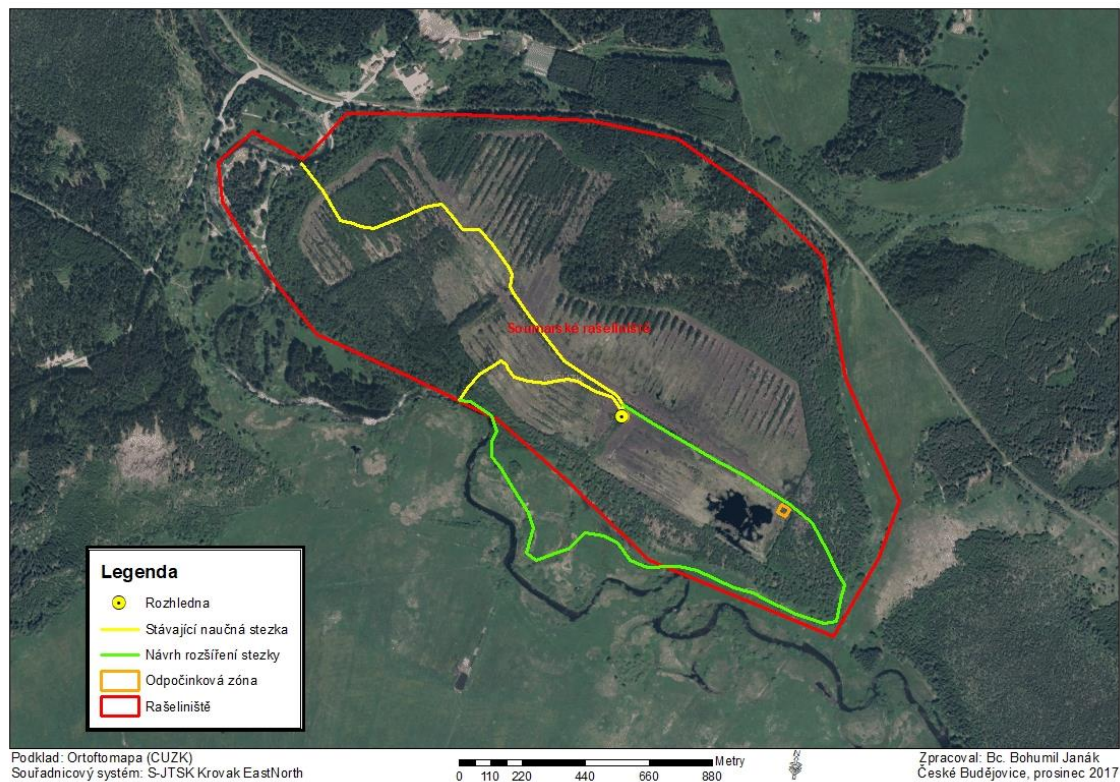 Soumarské rašeliniště
Legenda
Rozhledna
Stávající naučná stezka
Návrh rozšíření stezky
Odpočinková zóna
Rašeliniště
Podklad: Ortoftomapa (CUZK)
Souřadnicový systém: S-JTSK Krovak EastNorth
Metry
0 110 220 440 660 880
Zpracoval: Bc. Bohumil Janák
České Budějovice, prosinec 2017